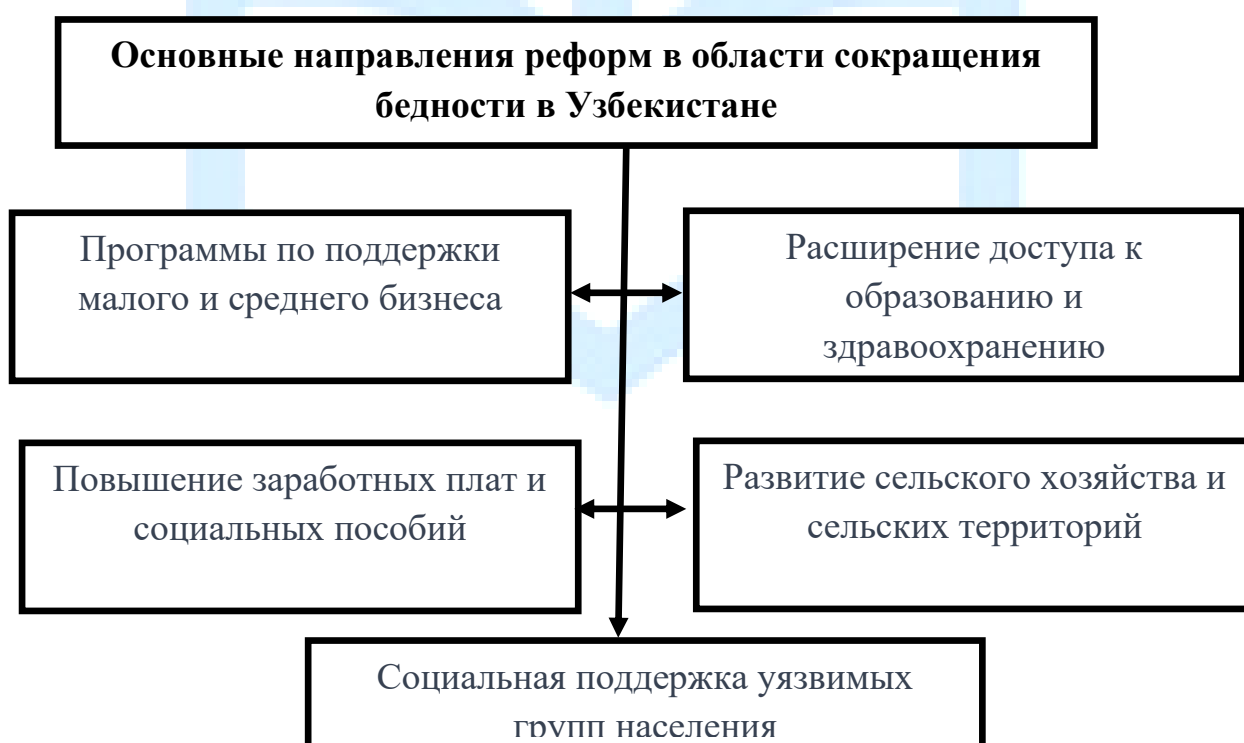 Основные направления реформ в области сокращения
бедности в Узбекистане
Программы по поддержки
малого и среднего бизнеса
Расширение доступа к
образованию и
здравоохранению
Повышение заработных плат и
социальных пособий
Развитие сельского хозяйства и
сельских территорий
Социальная поддержка уязвимых
групп населения